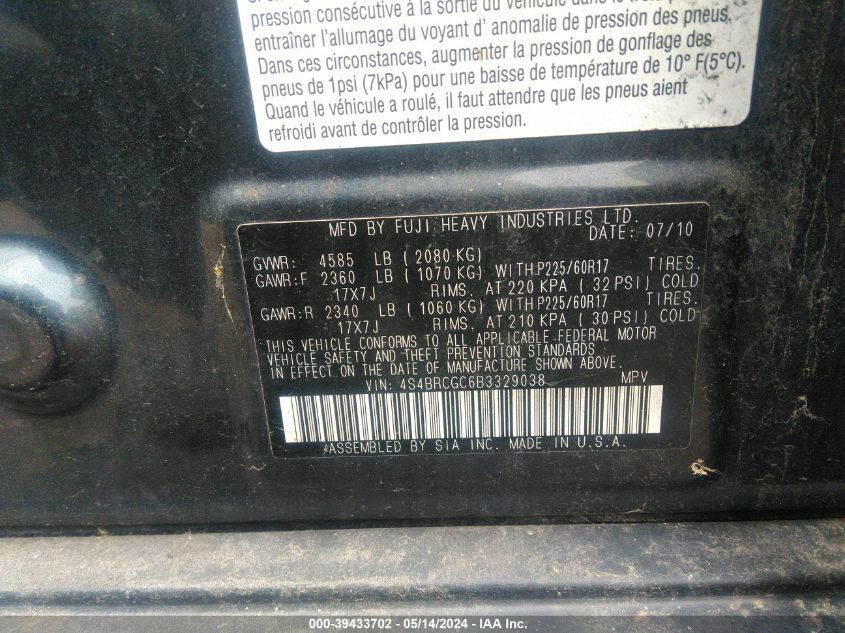 pression consécutive à la sortie du véhicule dans le
entraîner l'allumage du voyant d' anomalie de pression des pneus.
Dans ces circonstances, augmenter la pression de gonflage des
pneus de 1psi (7kPa) pour une baisse de température de 10° F(5°C).
Quand le véhicule a roulé, il faut attendre que les pneus aient
refroidi avant de contrôler la pression.
MFD BY FUJI HEAVY INDUSTRIES LTD.
DATE: 07/10
GVWR: 4585 LB ( 2080 KG)
GAWR:F 2360 LB ( 1070 KG) WITH P225/60R17 TIRES.
17X7J RIMS. AT 220 KPA ( 32 PSI) COLD
GAWR:R 2340 LB ( 1060 KG) WITH P225/60R17 TIRES.
17X7J RIMS. AT 210 KPA ( 30 PSI) COLD
THIS VEHICLE CONFORMS TO ALL APPLICABLE FEDERAL MOTOR
VEHICLE SAFETY AND THEFT PREVENTION STANDARDS
IN EFFECT ON THE DATE OF MANUFACTURE SHOWN ABOVE.
VIN: 4S4BRCGC6B3329038 MPV
*ASSEMBLED BY SIA INC. MADE IN U.S.A.
000-39433702 - 05/14/2024 - IAA Inc.